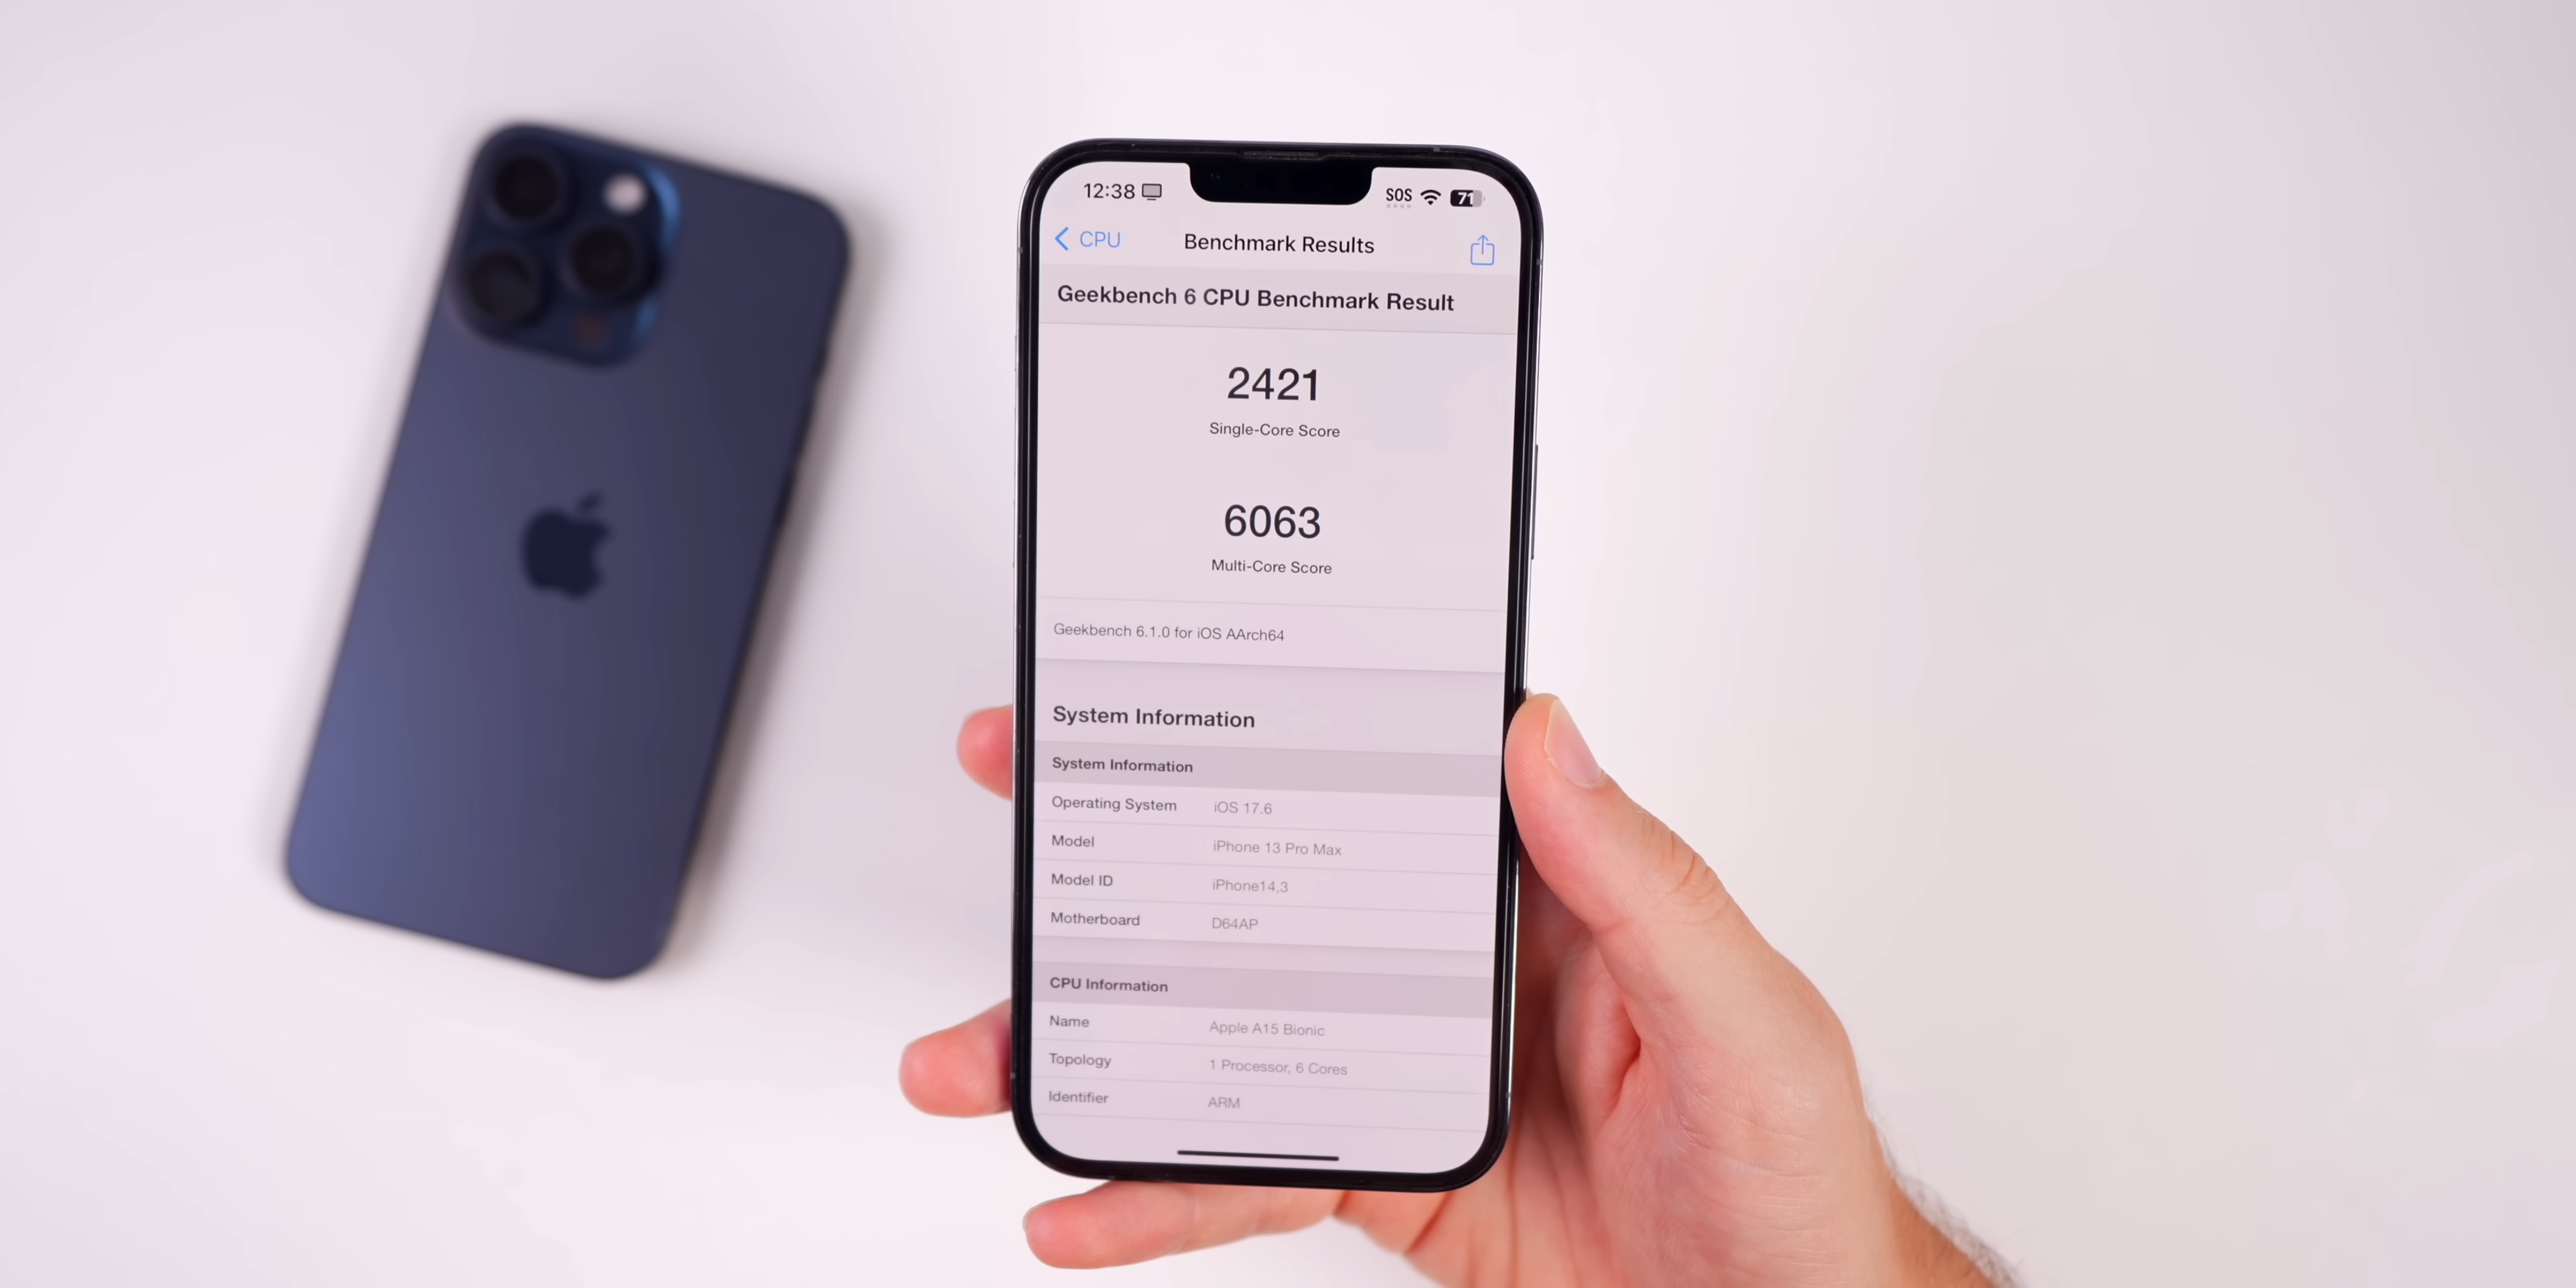 12:38 SOS 71
CPU Benchmark Results
Geekbench 6 CPU Benchmark Result
2421
Single-Core Score
6063
Multi-Core Score
Geekbench 6.1.0 for iOS AArch64
System Information
System Information
Operating System iOS 17.6
Model iPhone 13 Pro Max
Model ID iPhone14,3
Motherboard D64AP
CPU Information
Name Apple A15 Bionic
Topology 1 Processor, 6 Cores
Identifier ARM